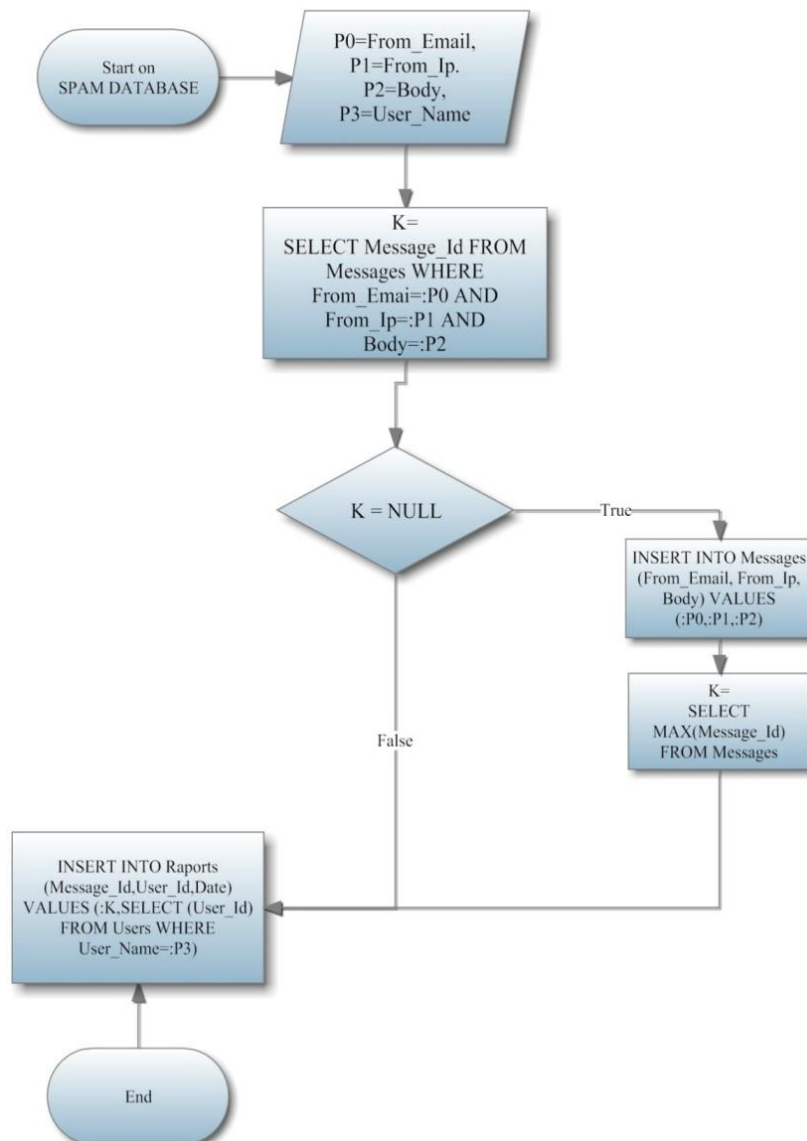 Start on
SPAM DATABASE
P0=From_Email,
P1=From_Ip.
P2=Body,
P3=User_Name
K=
SELECT Message_Id FROM
Messages WHERE
From_Emai=:P0 AND
From_Ip=:P1 AND
Body=:P2
K = NULL
True
INSERT INTO Messages
(From_Email, From_Ip,
Body) VALUES
(:P0,:P1,:P2)
K=
SELECT
MAX(Message_Id)
FROM Messages
False
INSERT INTO Raports
(Message_Id,User_Id,Date)
VALUES (:K,SELECT (User_Id)
FROM Users WHERE
User_Name=:P3)
End